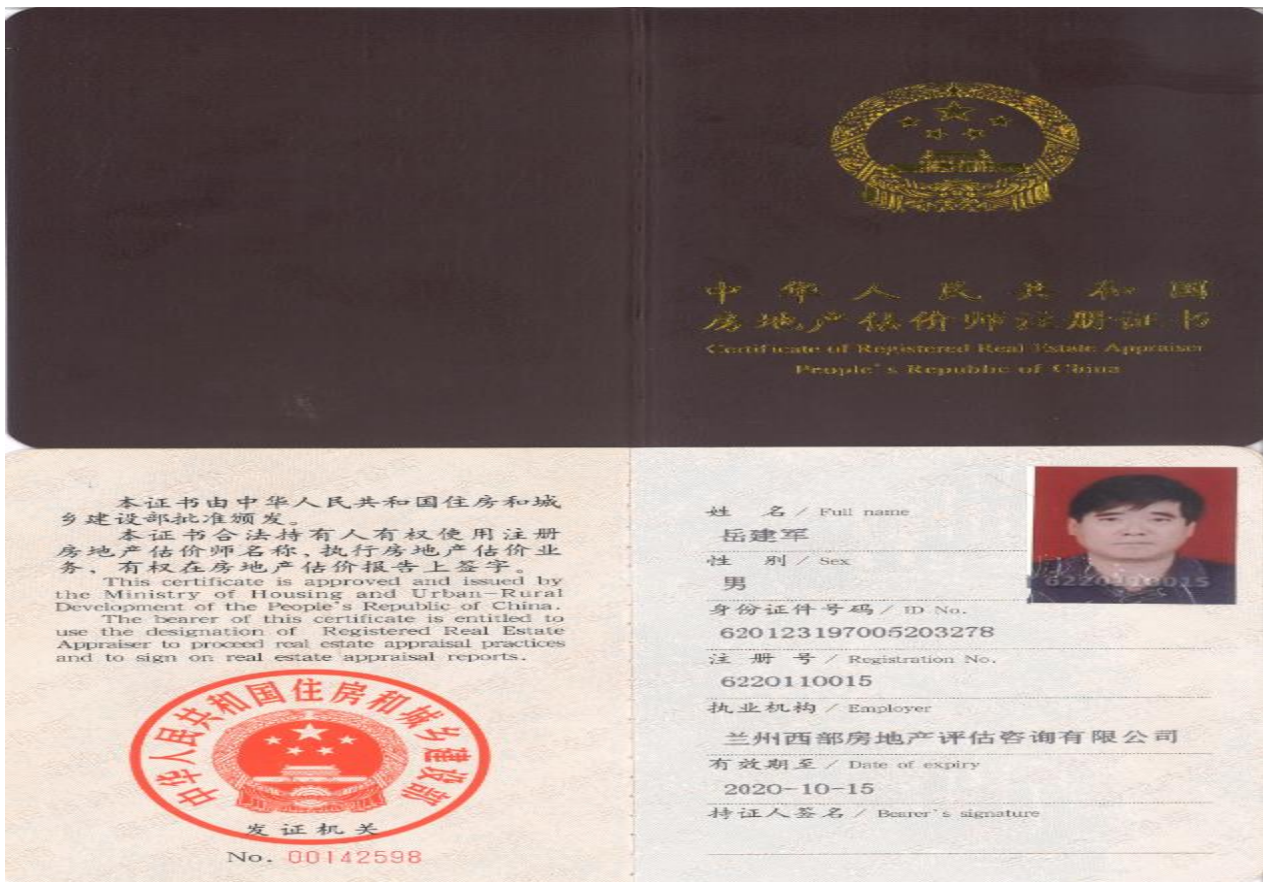 中华人民共和国
房地产估价师注册证书
Certificate of Registered Real Estate Appraiser
People's Republic of China
本证书由中华人民共和国住房和城
乡建设部批准颁发。
本证书合法持有人有权使用注册
房地产估价师名称，执行房地产估价业
务，有权在房地产估价报告上签字。
This certificate is approved and issued by
the Ministry of Housing and Urban-Rural
Development of the People's Republic of China.
The bearer of this certificate is entitled to
use the designation of Registered Real Estate
Appraiser to proceed real estate appraisal practices
and to sign on real estate appraisal reports.
中华人民共和国住房和城乡建设部
发证机关
No. 00142598
姓 名 / Full name
岳建军
性 别 / Sex
男
身份证件号码 / ID No.
620123197005203278
注 册 号 / Registration No.
6220110015
执业机构 / Employer
兰州西部房地产评估咨询有限公司
有效期至 / Date of expiry
2020-10-15
持证人签名 / Bearer's signature
6220110015